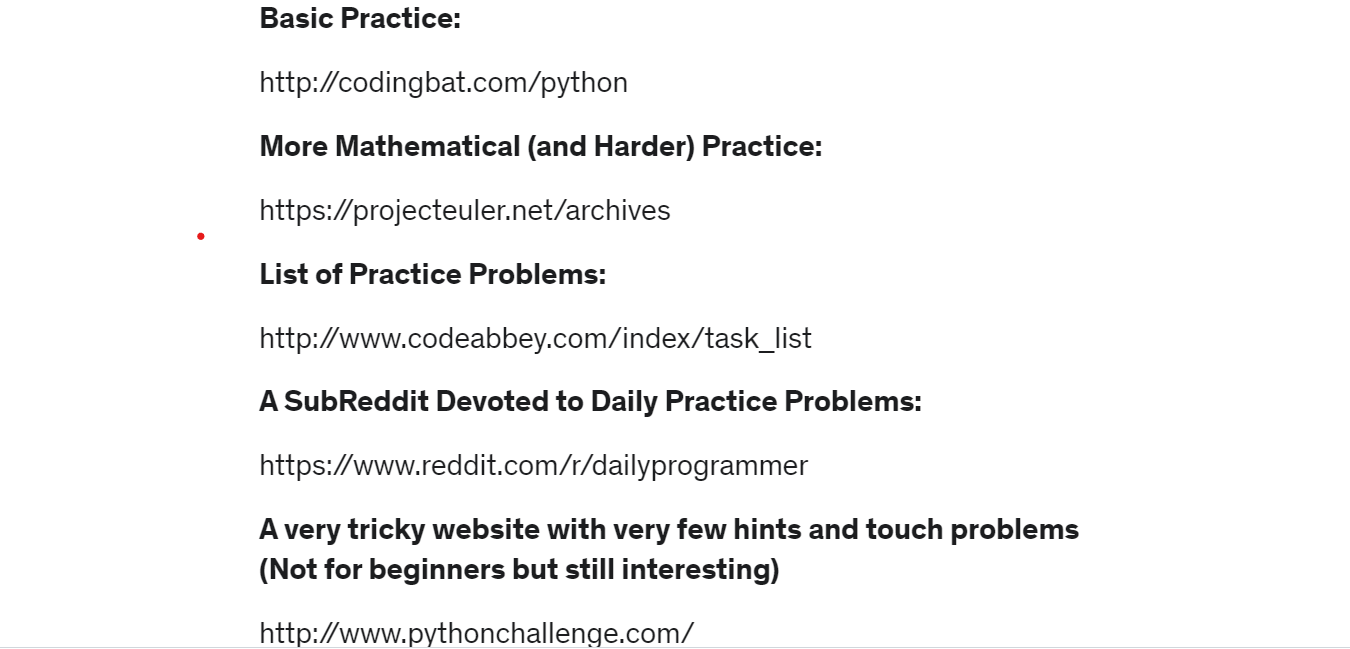 Basic Practice:
http://codingbat.com/python
More Mathematical (and Harder) Practice:
https://projecteuler.net/archives
List of Practice Problems:
http://www.codeabbey.com/index/task_list
A SubReddit Devoted to Daily Practice Problems:
https://www.reddit.com/r/dailyprogrammer
A very tricky website with very few hints and touch problems
(Not for beginners but still interesting)
http://www.pythonchallenge.com/